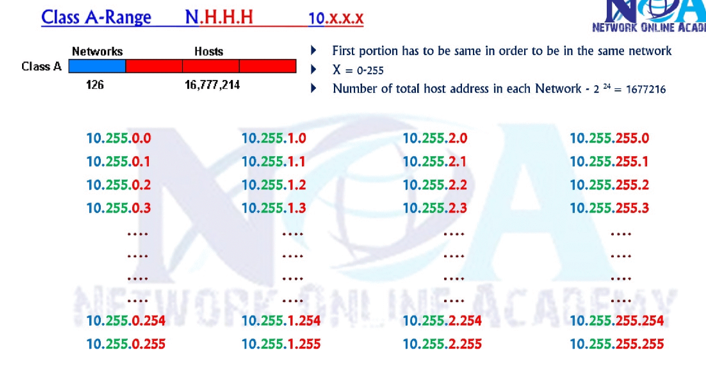 Class A-Range N.H.H.H 10.x.x.x
NETWORK ONLINE ACAD
Networks Hosts
Class A
126 16,777,214
First portion has to be same in order to be in the same network
X = 0-255
Number of total host address in each Network - 2 24 = 1677216
10.255.0.0 10.255.1.0 10.255.2.0 10.255.255.0
10.255.0.1 10.255.1.1 10.255.2.1 10.255.255.1
10.255.0.2 10.255.1.2 10.255.2.2 10.255.255.2
10.255.0.3 10.255.1.3 10.255.2.3 10.255.255.3
.... .... .... ....
.... .... .... ....
.... .... .... ....
.... .... .... ....
NETWORK ONLINE ACADEMY
10.255.0.254 10.255.1.254 10.255.2.254 10.255.255.254
10.255.0.255 10.255.1.255 10.255.2.255 10.255.255.255